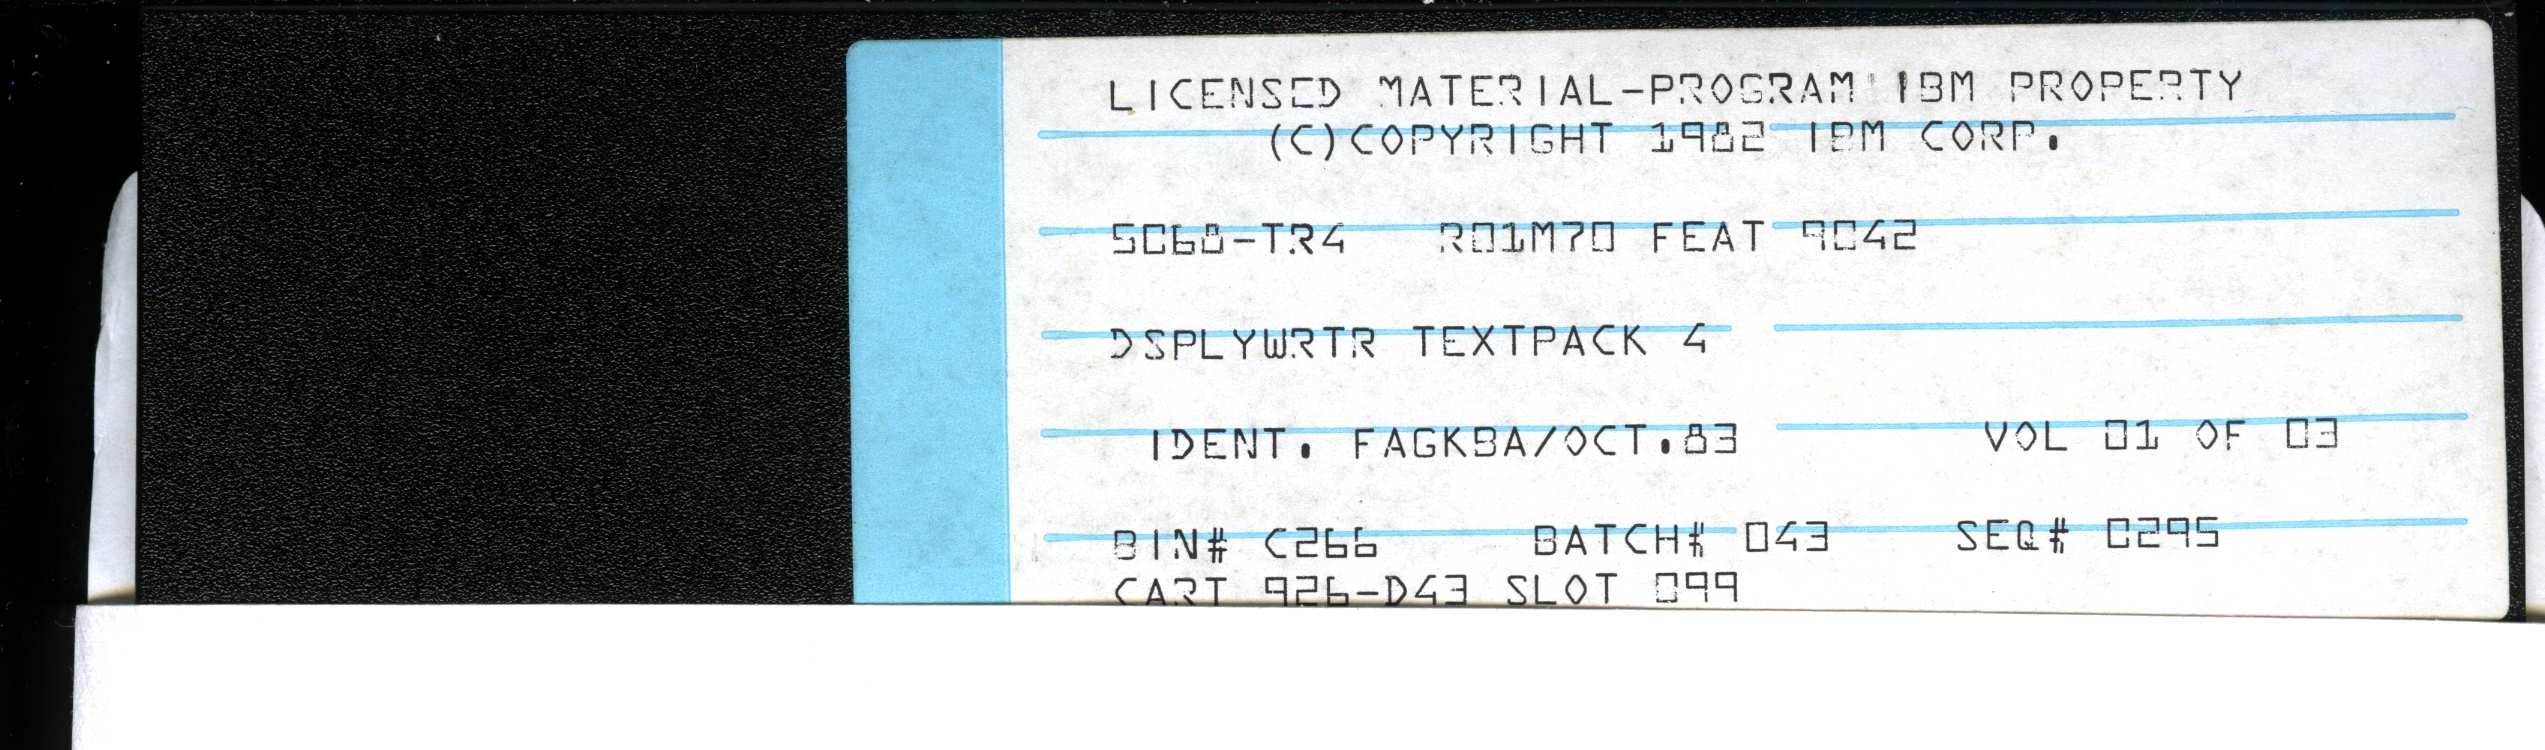 LICENSED MATERIAL-PROGRAM IBM PROPERTY
(C)COPYRIGHT 1982 IBM CORP.
5068-TR4 R01M70 FEAT 9042
DSPLYWRTR TEXTPACK 4
IDENT. FAGKBA/OCT.83 VOL 01 OF 03
BIN# C266 BATCH# 043 SEQ# 0295
CART 926-D43 SLOT 099